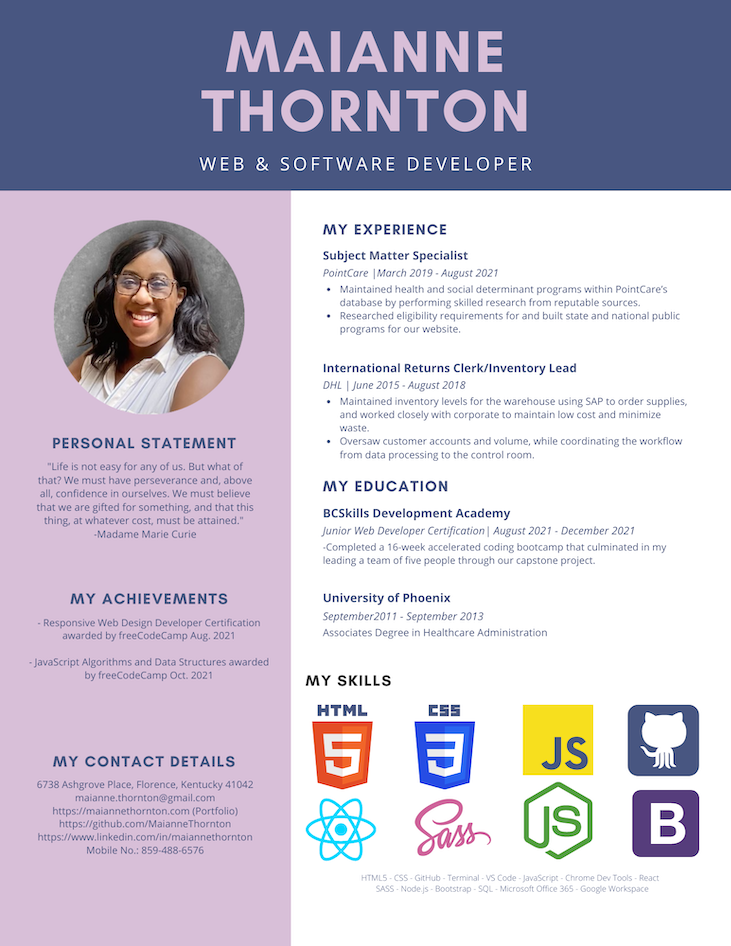 MAIANNE
THORNTON
WEB & SOFTWARE DEVELOPER
PERSONAL STATEMENT
"Life is not easy for any of us. But what of
that? We must have perseverance and, above
all, confidence in ourselves. We must believe
that we are gifted for something, and that this
thing, at whatever cost, must be attained."
-Madame Marie Curie
MY ACHIEVEMENTS
- Responsive Web Design Developer Certification
awarded by freeCodeCamp Aug. 2021
- JavaScript Algorithms and Data Structures awarded
by freeCodeCamp Oct. 2021
MY CONTACT DETAILS
6738 Ashgrove Place, Florence, Kentucky 41042
maianne.thornton@gmail.com
https://maiannethornton.com (Portfolio)
https://github.com/MaianneThornton
https://www.linkedin.com/in/maiannethornton
Mobile No.: 859-488-6576
MY EXPERIENCE
Subject Matter Specialist
PointCare |March 2019 - August 2021
• Maintained health and social determinant programs within PointCare's
database by performing skilled research from reputable sources.
• Researched eligibility requirements for and built state and national public
programs for our website.
International Returns Clerk/Inventory Lead
DHL | June 2015 - August 2018
• Maintained inventory levels for the warehouse using SAP to order supplies,
and worked closely with corporate to maintain low cost and minimize
waste.
• Oversaw customer accounts and volume, while coordinating the workflow
from data processing to the control room.
MY EDUCATION
BCSkills Development Academy
Junior Web Developer Certification| August 2021 - December 2021
-Completed a 16-week accelerated coding bootcamp that culminated in my
leading a team of five people through our capstone project.
University of Phoenix
September2011 - September 2013
Associates Degree in Healthcare Administration
MY SKILLS
HTML CSS
5 3 JS
Sass JS B
HTML5 - CSS - GitHub - Terminal - VS Code - JavaScript - Chrome Dev Tools - React
SASS - Node.js - Bootstrap - SQL - Microsoft Office 365 - Google Workspace